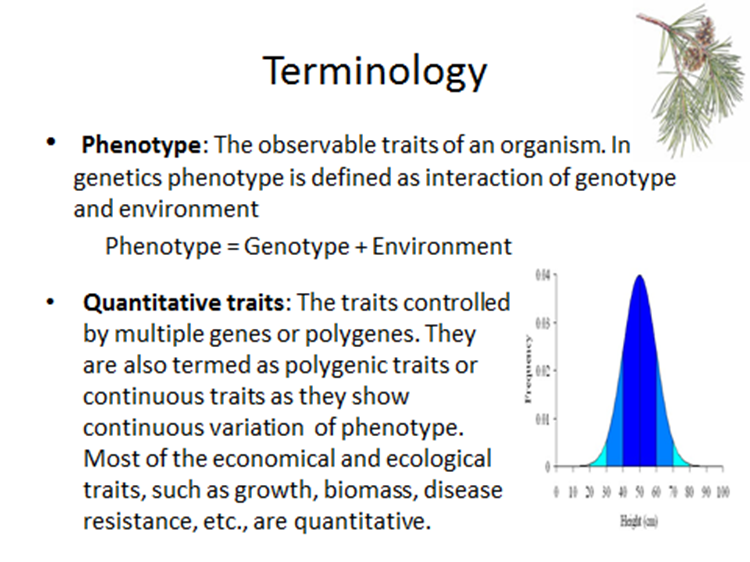 Terminology
• Phenotype: The observable traits of an organism. In
genetics phenotype is defined as interaction of genotype
and environment
Phenotype = Genotype + Environment
• Quantitative traits: The traits controlled
by multiple genes or polygenes. They
are also termed as polygenic traits or
continuous traits as they show
continuous variation of phenotype.
Most of the economical and ecological
traits, such as growth, biomass, disease
resistance, etc., are quantitative.
0.04
0.03
0.02
0.01
0
Frequency
0 10 20 30 40 50 60 70 80 90 100
Height (cm)